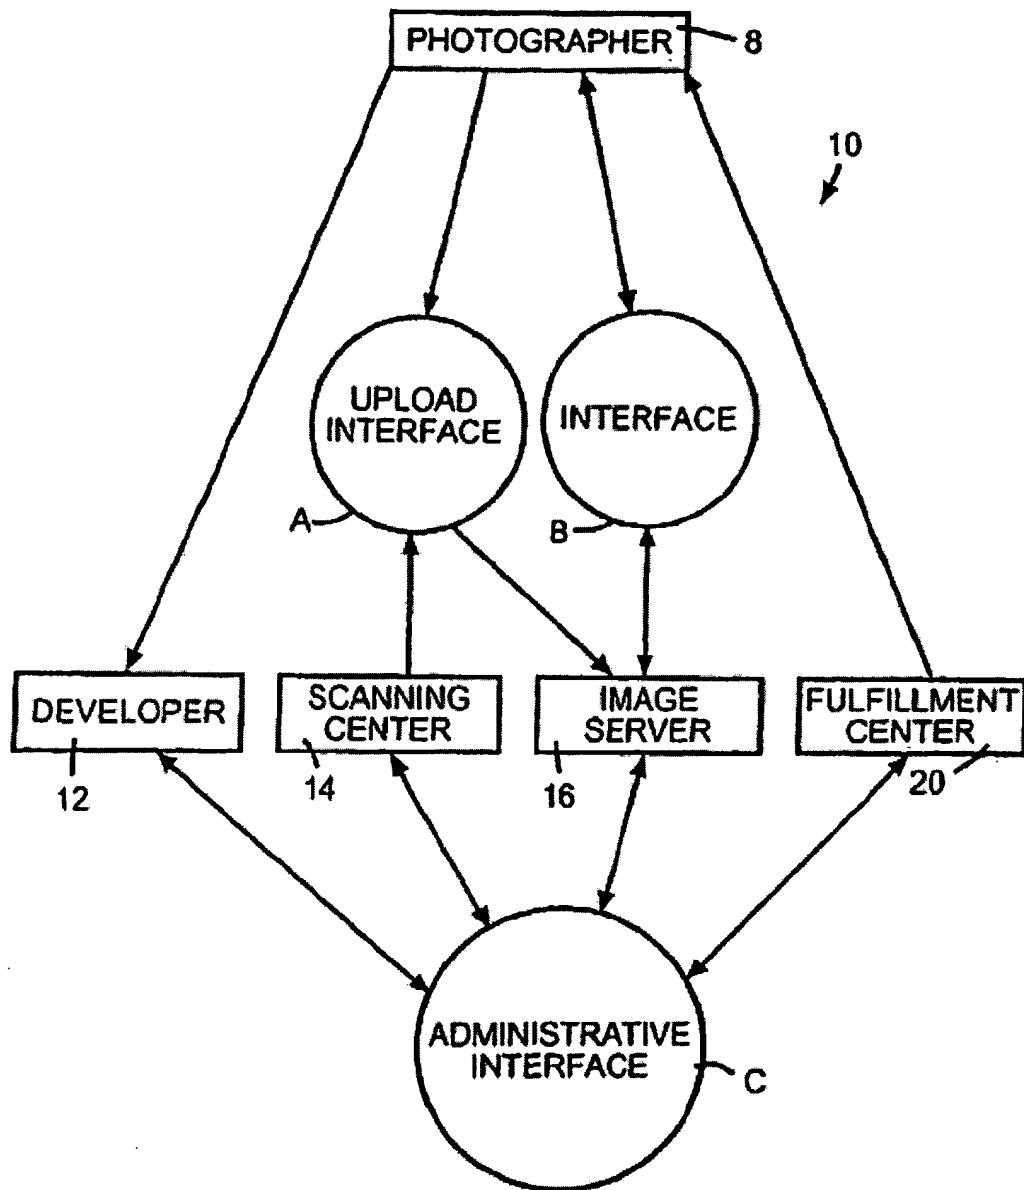 PHOTOGRAPHER
8
10
UPLOAD
INTERFACE
INTERFACE
A
B
DEVELOPER
SCANNING
CENTER
IMAGE
SERVER
FULFILLMENT
CENTER
12
14
16
20
ADMINISTRATIVE
INTERFACE
C